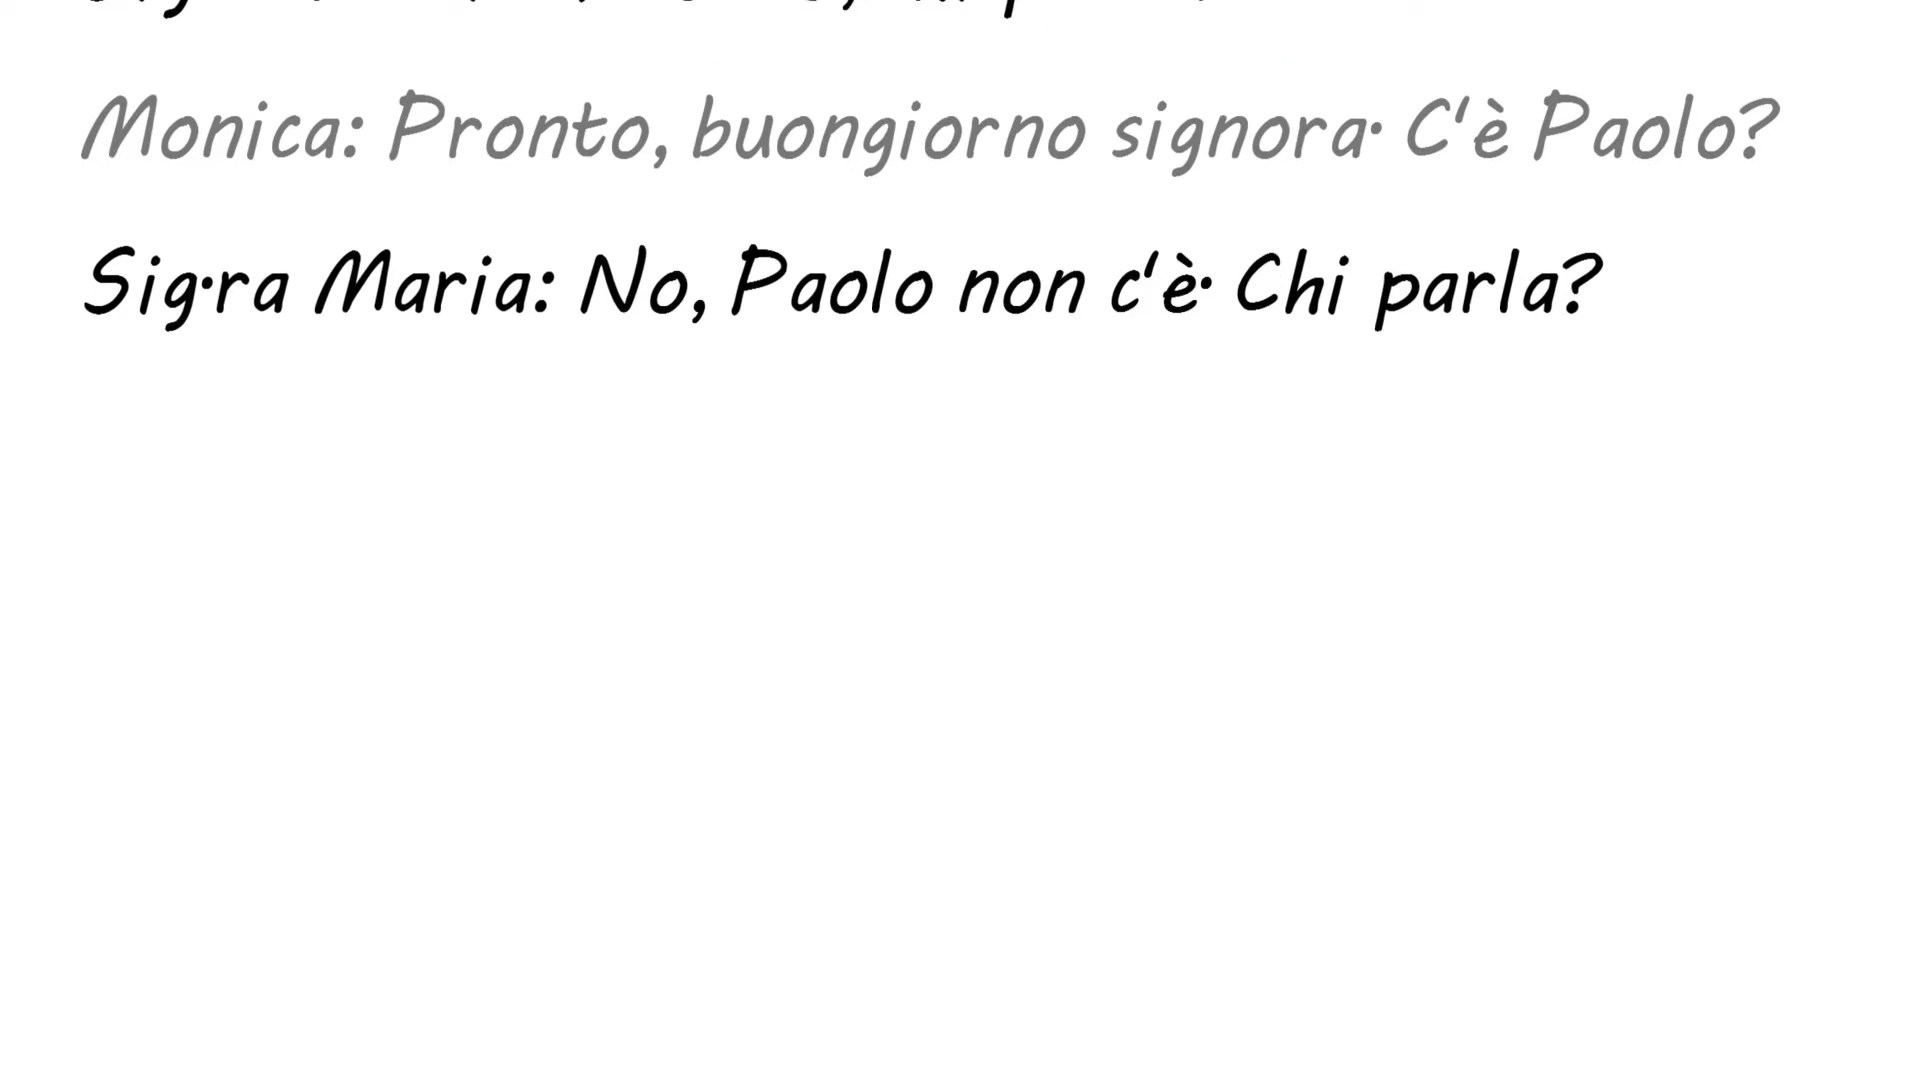 Monica: Pronto, buongiorno signora. C'è Paolo?
Sig.ra Maria: No, Paolo non c'è. Chi parla?